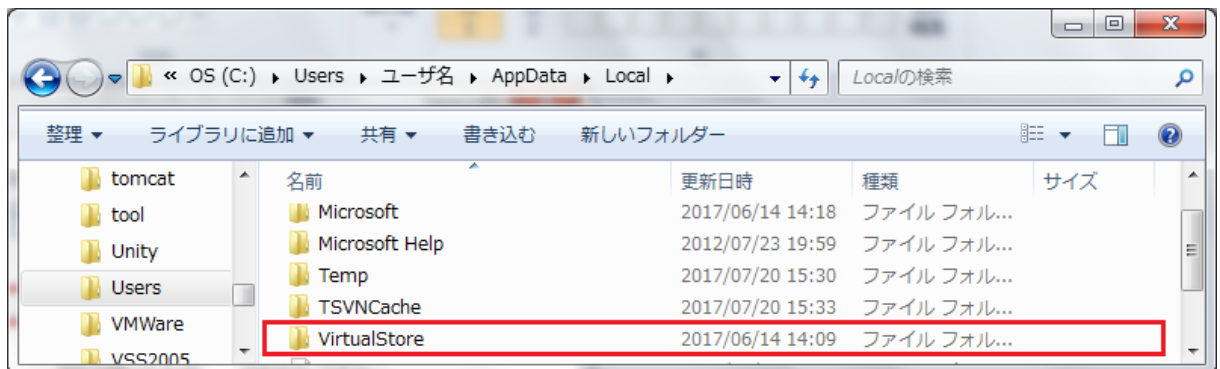 « OS (C:) ▸ Users ▸ ユーザ名 ▸ AppData ▸ Local ▸ Localの検索
整理 ライブラリに追加 共有 書き込む 新しいフォルダー
tomcat
tool
Unity
Users
VMWare
VSS2005
名前 更新日時 種類 サイズ
Microsoft 2017/06/14 14:18 ファイル フォル...
Microsoft Help 2012/07/23 19:59 ファイル フォル...
Temp 2017/07/20 15:30 ファイル フォル...
TSVNCache 2017/07/20 15:33 ファイル フォル...
VirtualStore 2017/06/14 14:09 ファイル フォル...